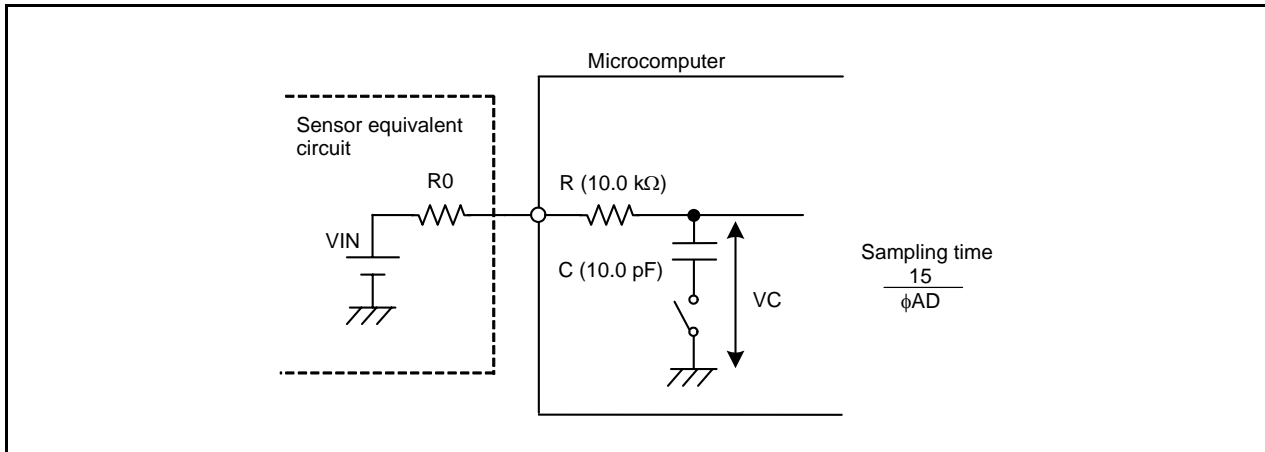 Microcomputer
Sensor equivalent
circuit
R0
R (10.0 kΩ)
VIN
C (10.0 pF)
VC
Sampling time
15
ϕAD